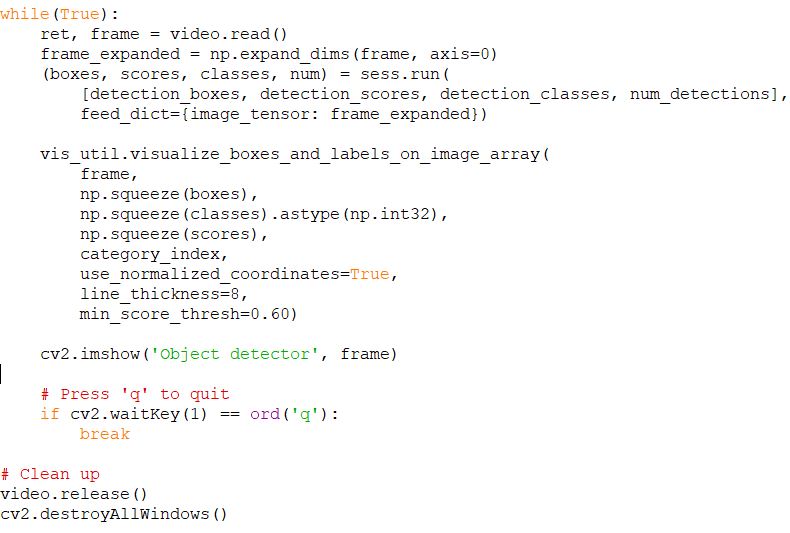 while(True):
    ret, frame = video.read()
    frame_expanded = np.expand_dims(frame, axis=0)
    (boxes, scores, classes, num) = sess.run(
        [detection_boxes, detection_scores, detection_classes, num_detections],
        feed_dict={image_tensor: frame_expanded})
    vis_util.visualize_boxes_and_labels_on_image_array(
        frame,
        np.squeeze(boxes),
        np.squeeze(classes).astype(np.int32),
        np.squeeze(scores),
        category_index,
        use_normalized_coordinates=True,
        line_thickness=8,
        min_score_thresh=0.60)
    cv2.imshow('Object detector', frame)
    # Press 'q' to quit
    if cv2.waitKey(1) == ord('q'):
        break
# Clean up
video.release()
cv2.destroyAllWindows()